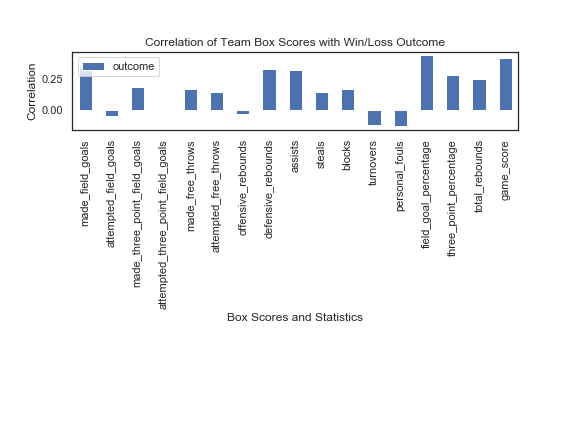 Correlation of Team Box Scores with Win/Loss Outcome
outcome
Correlation
0.25
0.00
made_field_goals
attempted_field_goals
made_three_point_field_goals
attempted_three_point_field_goals
made_free_throws
attempted_free_throws
offensive_rebounds
defensive_rebounds
assists
steals
blocks
turnovers
personal_fouls
field_goal_percentage
three_point_percentage
total_rebounds
game_score
Box Scores and Statistics